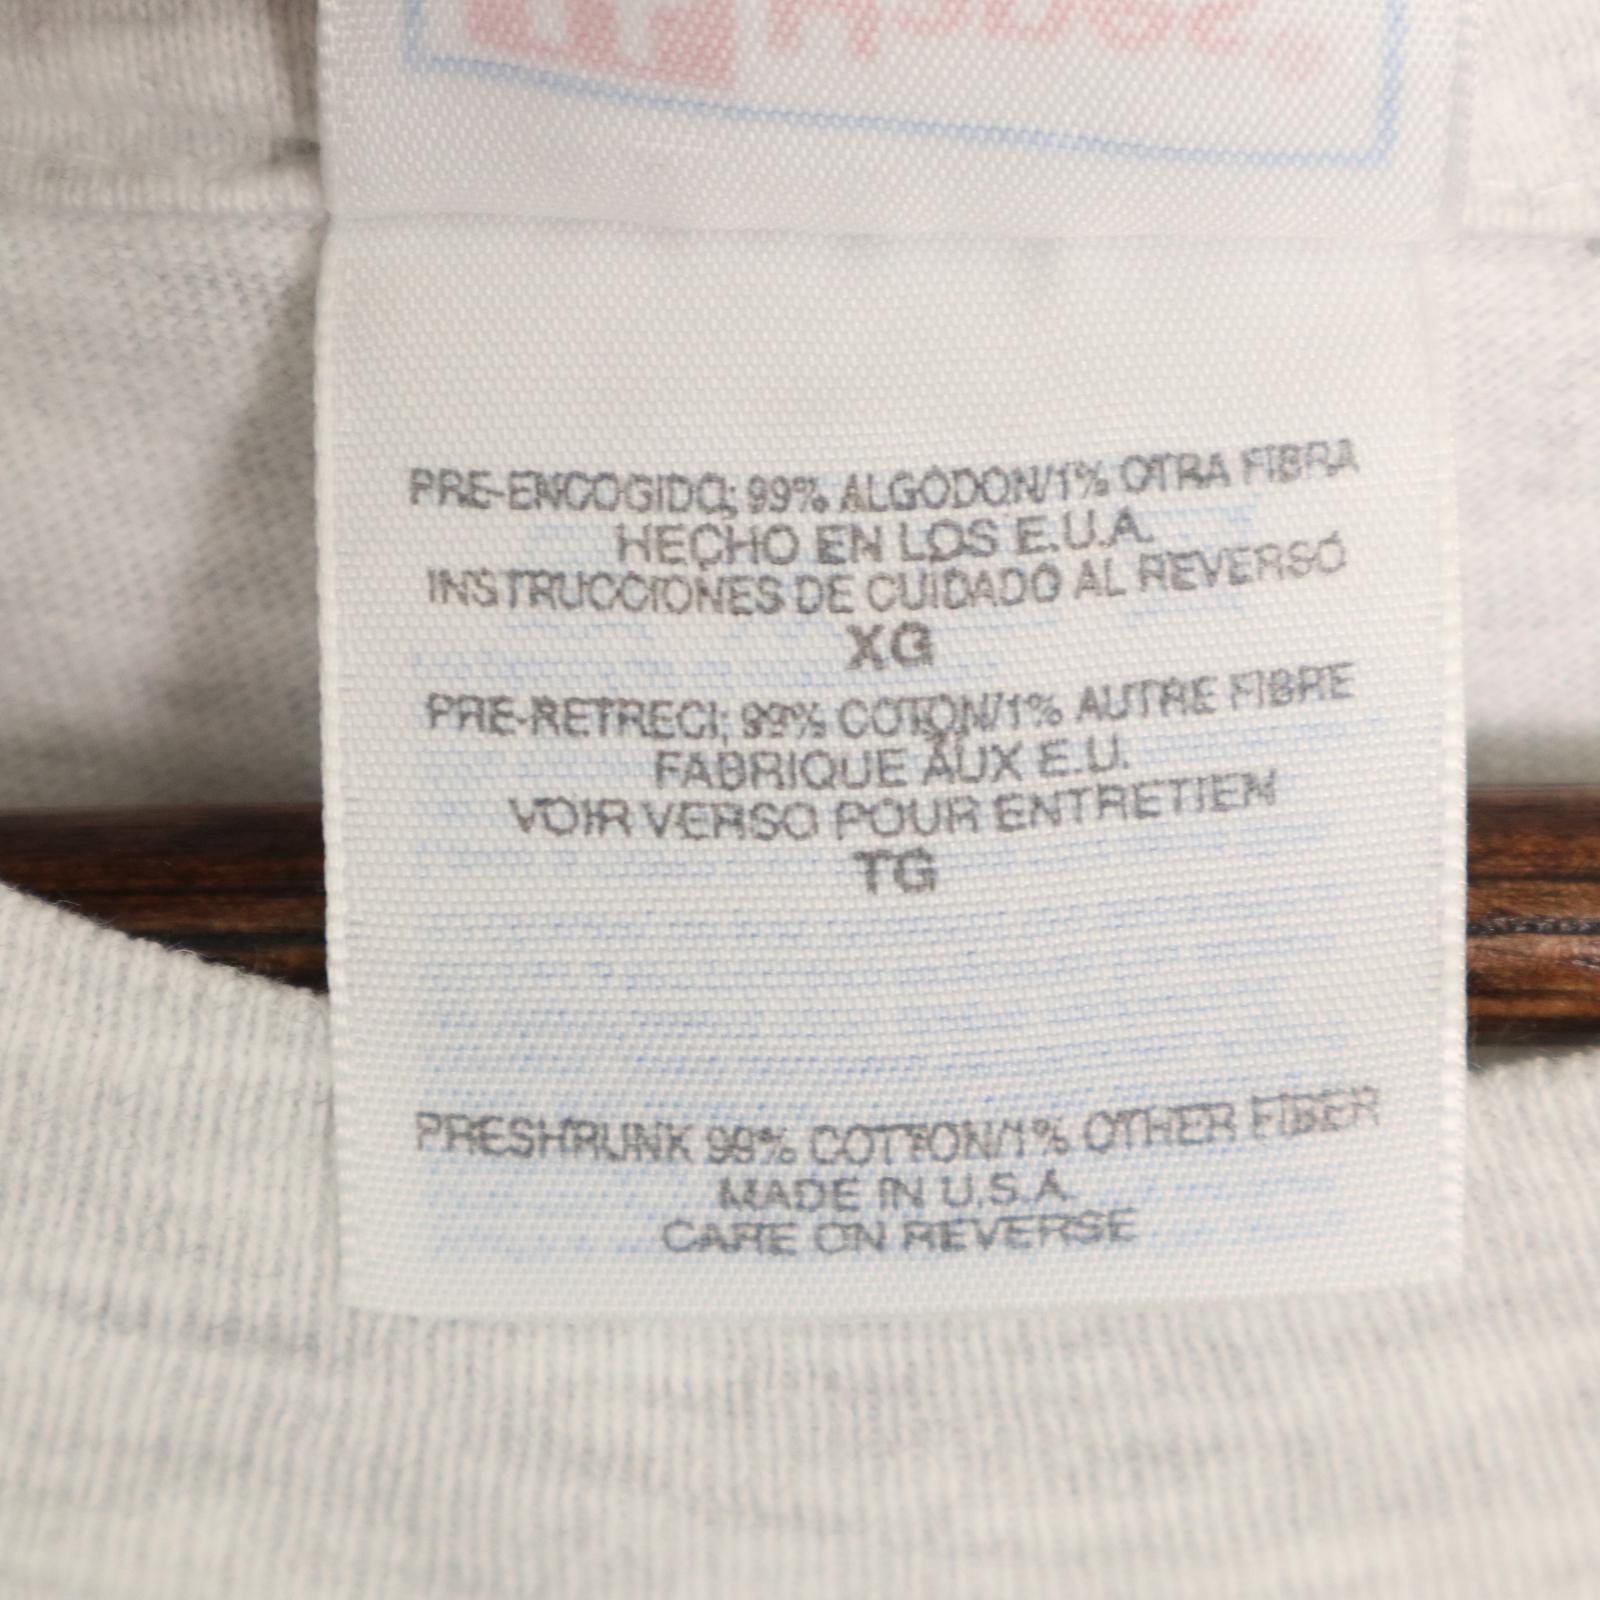 PRE-ENCOGIDO; 99% ALGODON/1% OTRA FIBRA
HECHO EN LOS E.U.A.
INSTRUCCIONES DE CUIDADO AL REVERSO
XG
PRE-RETRECI; 99% COTON/1% AUTRE FIBRE
FABRIQUE AUX E.U.
VOIR VERSO POUR ENTRETIEN
TG
PRESHRUNK 99% COTTON/1% OTHER FIBER
MADE IN U.S.A.
CARE ON REVERSE